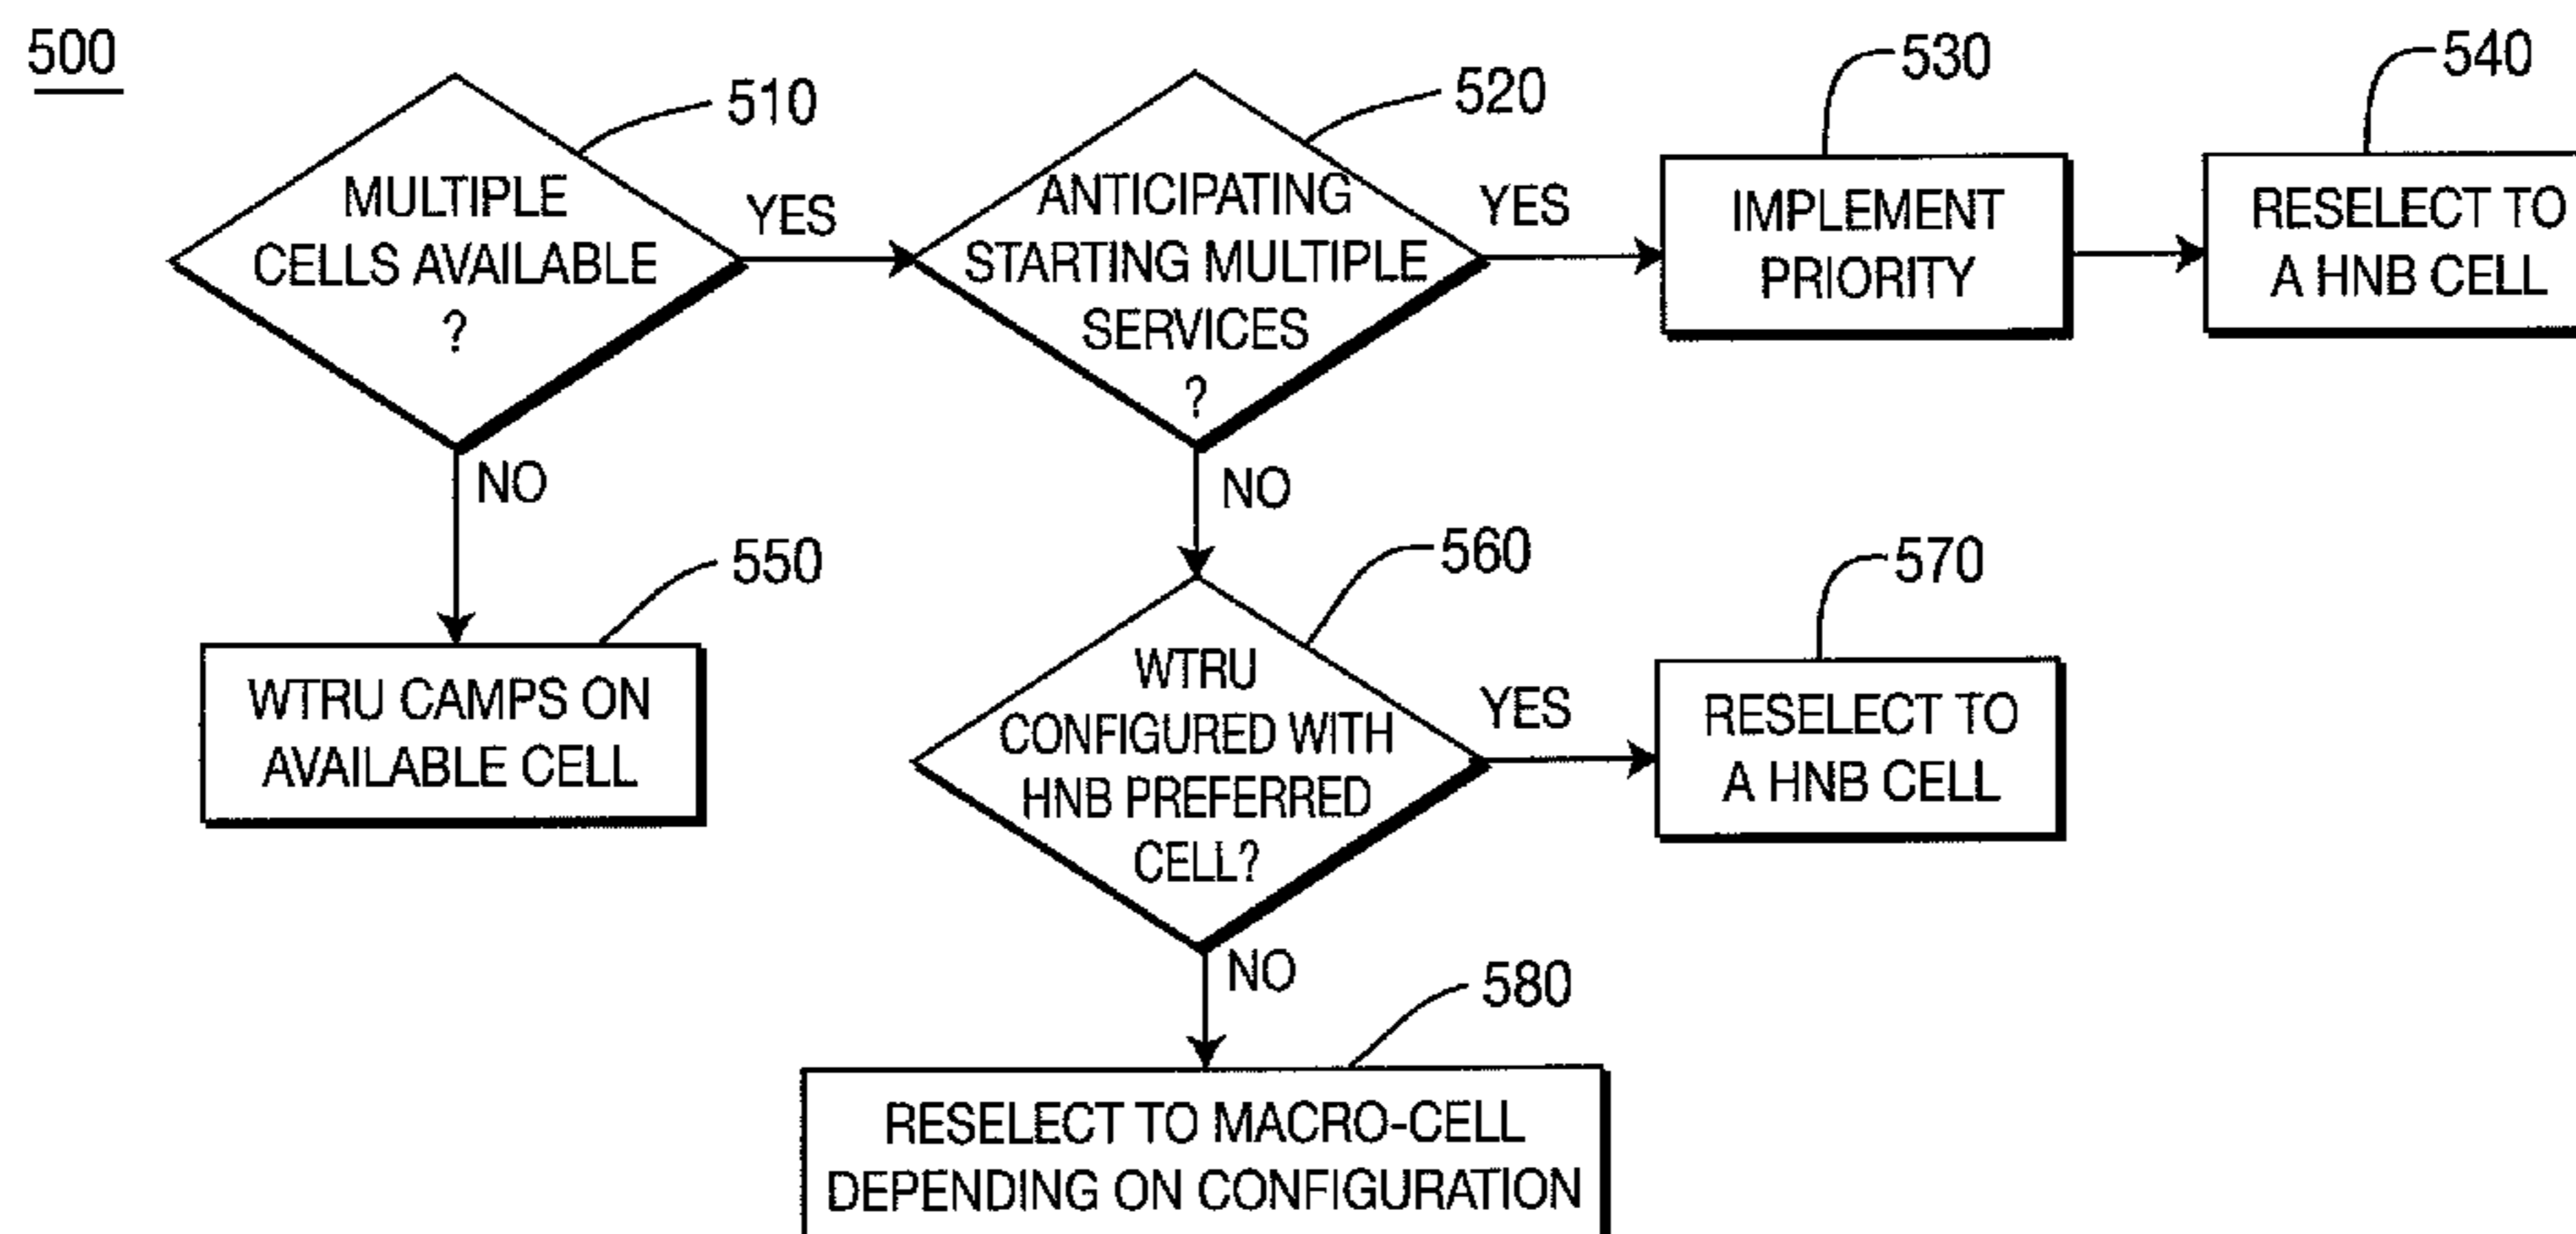 500
510
MULTIPLE
CELLS AVAILABLE
?
YES
520
ANTICIPATING
STARTING MULTIPLE
SERVICES
?
YES
530
IMPLEMENT
PRIORITY
540
RESELECT TO
A HNB CELL
NO
550
WTRU CAMPS ON
AVAILABLE CELL
NO
560
WTRU
CONFIGURED WITH
HNB PREFERRED
CELL?
YES
570
RESELECT TO
A HNB CELL
NO
580
RESELECT TO MACRO-CELL
DEPENDING ON CONFIGURATION